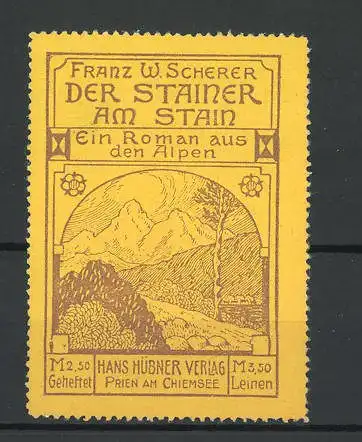 Franz W. Scherer
DER STAINER
AM STAIN
Ein Roman aus
den Alpen
M 2,50 HANS HÜBNER VERLAG M 3,50
Geheftet PRIEN AM CHIEMSEE Leinen